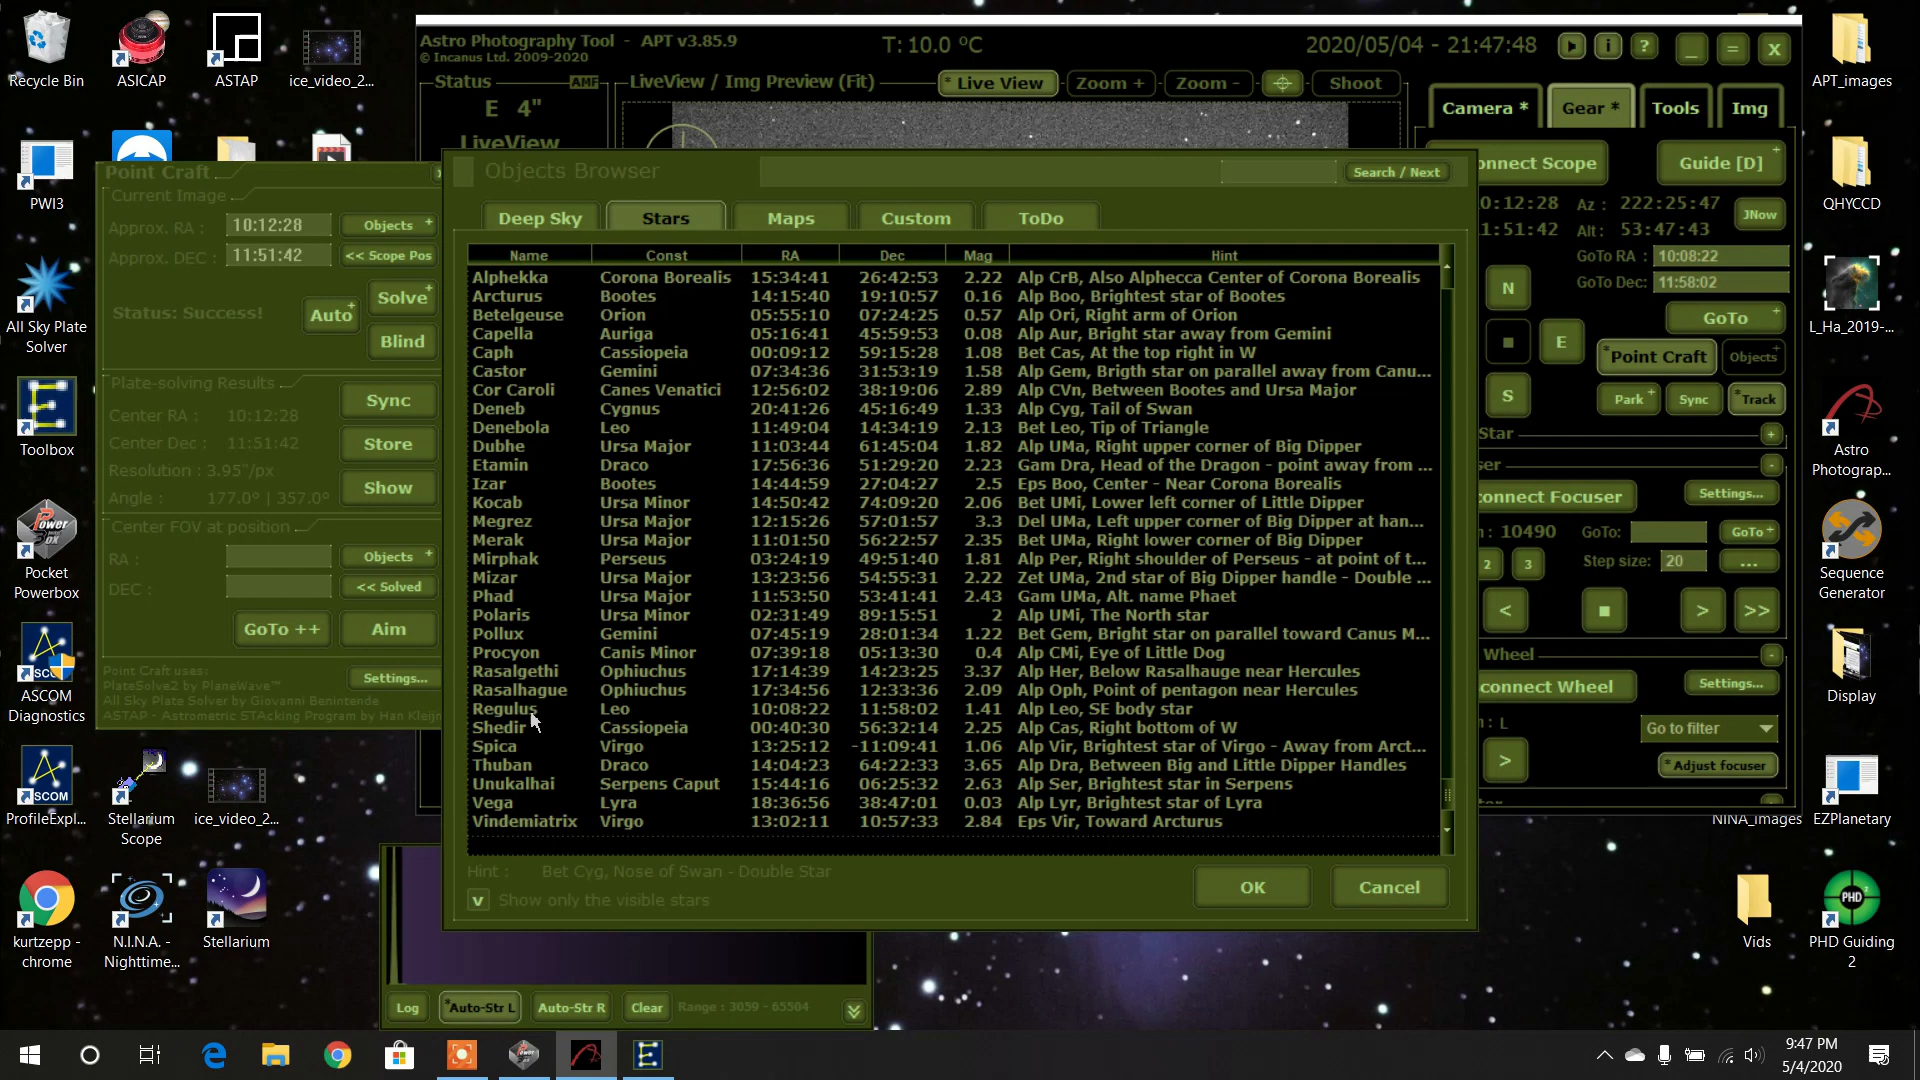 Recycle Bin
ASICAP
ASTAP
ice_video_2...
PWI3
All Sky Plate
Solver
Toolbox
Pocket
Powerbox
ASCOM
Diagnostics
ProfileExpl...
Stellarium
Scope
ice_video_2...
kurtzepp -
chrome
N.I.N.A. -
Nighttime...
Stellarium
Astro Photography Tool - APT v3.85.9
© Incanus Ltd. 2009-2020
T: 10.0 °C
2020/05/04 - 21:47:48
Status
AMF
E 4"
LiveView
LiveView / Img Preview (Fit)
* Live View
Zoom +
Zoom -
Shoot
Camera *
Gear *
Tools
Img
Point Craft
Current Image
Approx. RA : 10:12:28 Objects +
Approx. DEC : 11:51:42 << Scope Pos
Status: Success!
Auto+
Solve+
Blind
Plate-solving Results
Center RA : 10:12:28
Center Dec : 11:51:42
Resolution : 3.95"/px
Angle : 177.0° | 357.0°
Sync
Store
Show
Center FOV at position
RA : Objects +
DEC : << Solved
GoTo ++
Aim
Point Craft uses:
PlateSolve2 by PlaneWave™
All Sky Plate Solver by Giovanni Benintende
ASTAP - Astrometric STAcking Program by Han Kleijn
Settings...
Objects Browser
Search / Next
Deep Sky
Stars
Maps
Custom
ToDo
Name Const RA Dec Mag Hint
Alphekka Corona Borealis 15:34:41 26:42:53 2.22 Alp CrB, Also Alphecca Center of Corona Borealis
Arcturus Bootes 14:15:40 19:10:57 0.16 Alp Boo, Brightest star of Bootes
Betelgeuse Orion 05:55:10 07:24:25 0.57 Alp Ori, Right arm of Orion
Capella Auriga 05:16:41 45:59:53 0.08 Alp Aur, Bright star away from Gemini
Caph Cassiopeia 00:09:12 59:15:28 1.08 Bet Cas, At the top right in W
Castor Gemini 07:34:36 31:53:19 1.58 Alp Gem, Brigth star on parallel away from Canu...
Cor Caroli Canes Venatici 12:56:02 38:19:06 2.89 Alp CVn, Between Bootes and Ursa Major
Deneb Cygnus 20:41:26 45:16:49 1.33 Alp Cyg, Tail of Swan
Denebola Leo 11:49:04 14:34:19 2.13 Bet Leo, Tip of Triangle
Dubhe Ursa Major 11:03:44 61:45:04 1.82 Alp UMa, Right upper corner of Big Dipper
Etamin Draco 17:56:36 51:29:20 2.23 Gam Dra, Head of the Dragon - point away from ...
Izar Bootes 14:44:59 27:04:27 2.5 Eps Boo, Center - Near Corona Borealis
Kocab Ursa Minor 14:50:42 74:09:20 2.06 Bet UMi, Lower left corner of Little Dipper
Megrez Ursa Major 12:15:26 57:01:57 3.3 Del UMa, Left upper corner of Big Dipper at han...
Merak Ursa Major 11:01:50 56:22:57 2.35 Bet UMa, Right lower corner of Big Dipper
Mirphak Perseus 03:24:19 49:51:40 1.81 Alp Per, Right shoulder of Perseus - at point of t...
Mizar Ursa Major 13:23:56 54:55:31 2.22 Zet UMa, 2nd star of Big Dipper handle - Double ...
Phad Ursa Major 11:53:50 53:41:41 2.43 Gam UMa, Alt. name Phaet
Polaris Ursa Minor 02:31:49 89:15:51 2 Alp UMi, The North star
Pollux Gemini 07:45:19 28:01:34 1.22 Bet Gem, Bright star on parallel toward Canus M...
Procyon Canis Minor 07:39:18 05:13:30 0.4 Alp CMi, Eye of Little Dog
Rasalgethi Ophiuchus 17:14:39 14:23:25 3.37 Alp Her, Below Rasalhauge near Hercules
Rasalhague Ophiuchus 17:34:56 12:33:36 2.09 Alp Oph, Point of pentagon near Hercules
Regulus Leo 10:08:22 11:58:02 1.41 Alp Leo, SE body star
Shedir Cassiopeia 00:40:30 56:32:14 2.25 Alp Cas, Right bottom of W
Spica Virgo 13:25:12 -11:09:41 1.06 Alp Vir, Brightest star of Virgo - Away from Arct...
Thuban Draco 14:04:23 64:22:33 3.65 Alp Dra, Between Big and Little Dipper Handles
Unukalhai Serpens Caput 15:44:16 06:25:32 2.63 Alp Ser, Brightest star in Serpens
Vega Lyra 18:36:56 38:47:01 0.03 Alp Lyr, Brightest star of Lyra
Vindemiatrix Virgo 13:02:11 10:57:33 2.84 Eps Vir, Toward Arcturus
Hint : Bet Cyg, Nose of Swan - Double Star
v Show only the visible stars
OK
Cancel
onnect Scope
Guide [D] +
0:12:28 Az : 222:25:47
1:51:42 Alt : 53:47:43
JNow
GoTo RA : 10:08:22
GoTo Dec: 11:58:02
N
GoTo +
E
*Point Craft
Objects +
S
Park +
Sync
*Track
Star +
ser -
connect Focuser
Settings...
: 10490 GoTo: GoTo +
2
3
Step size: 20 ...
<
>
>>
Wheel -
connect Wheel
Settings...
: L
Go to filter
>
*Adjust focuser
Log
*Auto-Str L
Auto-Str R
Clear
Range : 3059 - 65504
APT_images
QHYCCD
L_Ha_2019-...
Astro
Photograp...
Sequence
Generator
Display
NINA_images
EZPlanetary
Vids
PHD
PHD Guiding
2
9:47 PM
5/4/2020